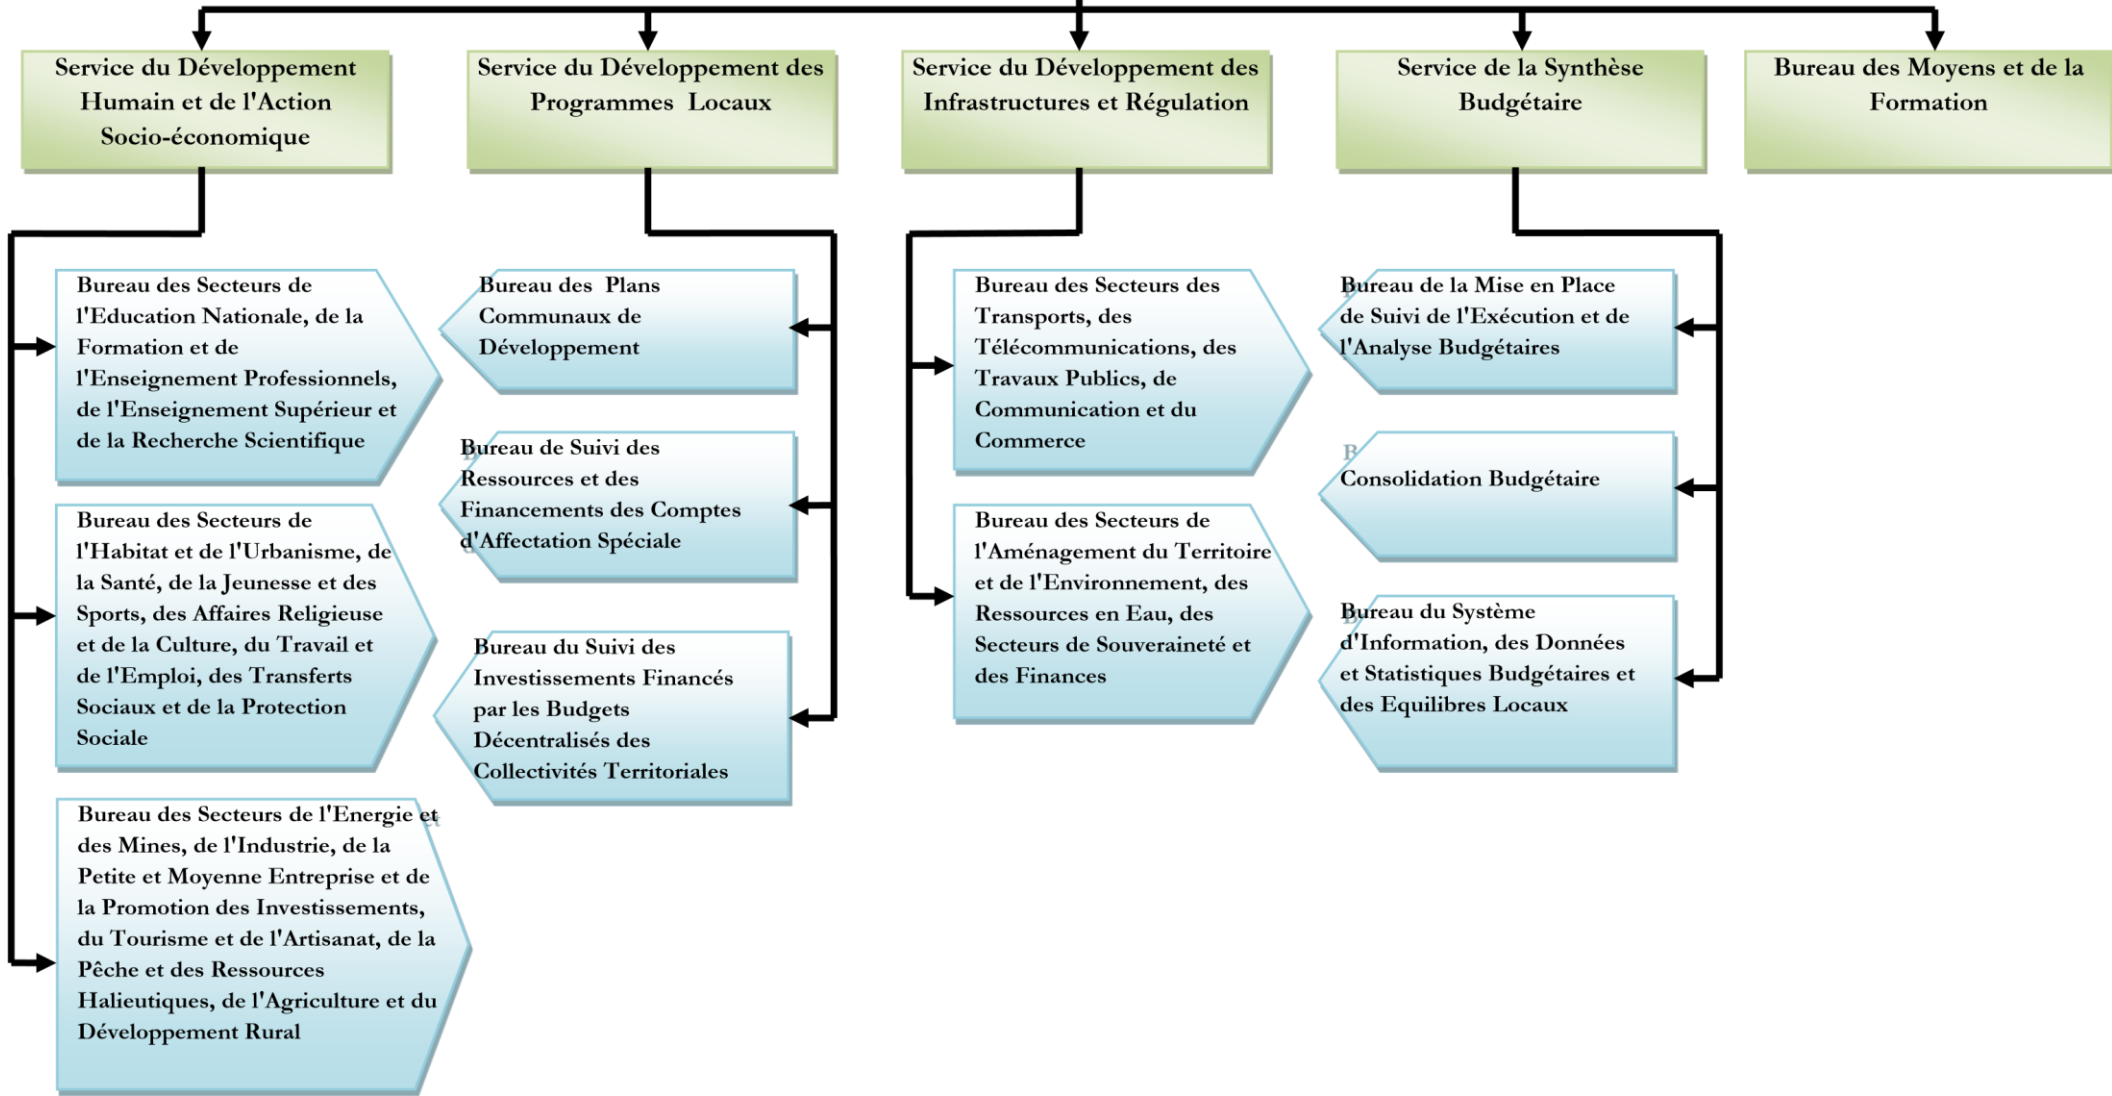 Service du Développement
Humain et de l'Action
Socio-économique
Service du Développement des
Programmes Locaux
Service du Développement des
Infrastructures et Régulation
Service de la Synthèse
Budgétaire
Bureau des Moyens et de la
Formation
Bureau des Secteurs de
l'Education Nationale, de la
Formation et de
l'Enseignement Professionnels,
de l'Enseignement Supérieur et
de la Recherche Scientifique
Bureau des Secteurs de
l'Habitat et de l'Urbanisme, de
la Santé, de la Jeunesse et des
Sports, des Affaires Religieuse
et de la Culture, du Travail et
de l'Emploi, des Transferts
Sociaux et de la Protection
Sociale
Bureau des Secteurs de l'Energie et
des Mines, de l'Industrie, de la
Petite et Moyenne Entreprise et de
la Promotion des Investissements,
du Tourisme et de l'Artisanat, de la
Pêche et des Ressources
Halieutiques, de l'Agriculture et du
Développement Rural
Bureau des Plans
Communaux de
Développement
Bureau de Suivi des
Ressources et des
Financements des Comptes
d'Affectation Spéciale
Bureau du Suivi des
Investissements Financés
par les Budgets
Décentralisés des
Collectivités Territoriales
Bureau des Secteurs des
Transports, des
Télécommunications, des
Travaux Publics, de
Communication et du
Commerce
Bureau des Secteurs de
l'Aménagement du Territoire
et de l'Environnement, des
Ressources en Eau, des
Secteurs de Souveraineté et
des Finances
Bureau de la Mise en Place
de Suivi de l'Exécution et de
l'Analyse Budgétaires
Consolidation Budgétaire
Bureau du Système
d'Information, des Données
et Statistiques Budgétaires et
des Equilibres Locaux